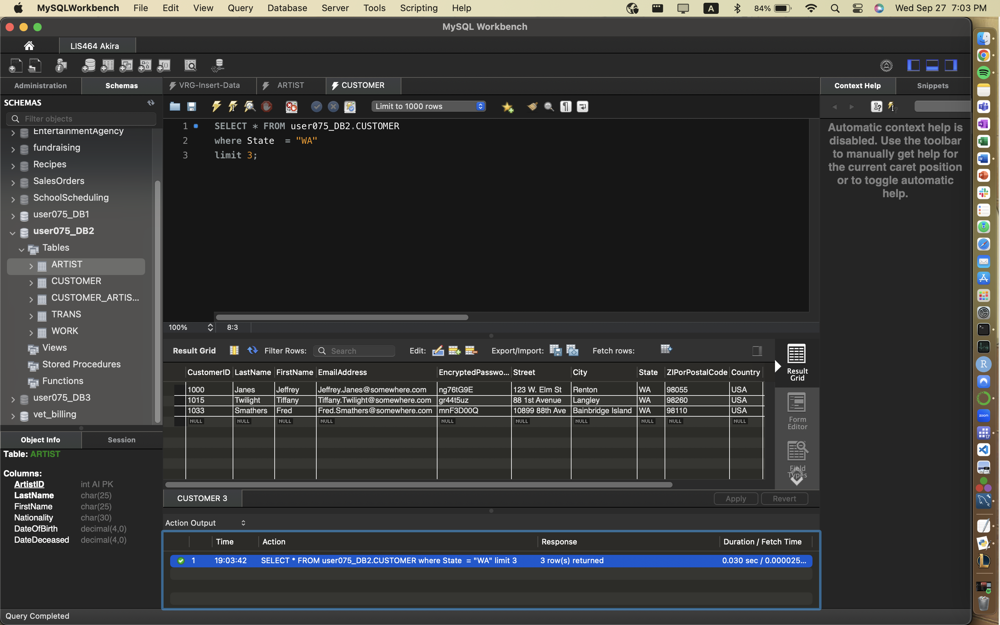 MySQLWorkbench File Edit View Query Database Server Tools Scripting Help A 84% Wed Sep 27 7:03 PM
MySQL Workbench
LIS464 Akira
Administration Schemas VRG-Insert-Data ARTIST CUSTOMER Context Help Snippets
SCHEMAS
Limit to 1000 rows
Filter objects
EntertainmentAgency
fundraising
Recipes
SalesOrders
SchoolScheduling
user075_DB1
user075_DB2
Tables
ARTIST
CUSTOMER
CUSTOMER_ARTIS...
TRANS
WORK
Views
Stored Procedures
Functions
user075_DB3
vet_billing
1 SELECT * FROM user075_DB2.CUSTOMER
2 where State  = "WA"
3 limit 3;
Automatic context help is
disabled. Use the toolbar
to manually get help for
the current caret position
or to toggle automatic
help.
100% 8:3
Result Grid Filter Rows: Search Edit: Export/Import: Fetch rows:
CustomerID LastName FirstName EmailAddress EncryptedPasswo... Street City State ZIPorPostalCode Country
1000 Janes Jeffrey Jeffrey.Janes@somewhere.com ng76tG9E 123 W. Elm St Renton WA 98055 USA
1015 Twilight Tiffany Tiffany.Twilight@somewhere.com gr44t5uz 88 1st Avenue Langley WA 98260 USA
1033 Smathers Fred Fred.Smathers@somewhere.com mnF3D00Q 10899 88th Ave Bainbridge Island WA 98110 USA
NULL NULL NULL NULL NULL NULL NULL NULL NULL NULL
Result
Grid
Form
Editor
Field
Types
CUSTOMER 3 Apply Revert
Object Info Session
Table: ARTIST
Columns:
ArtistID int AI PK
LastName char(25)
FirstName char(25)
Nationality char(30)
DateOfBirth decimal(4,0)
DateDeceased decimal(4,0)
Action Output
Time Action Response Duration / Fetch Time
1 19:03:42 SELECT * FROM user075_DB2.CUSTOMER where State  = "WA" limit 3 3 row(s) returned 0.030 sec / 0.000025...
Query Completed
zoom
17